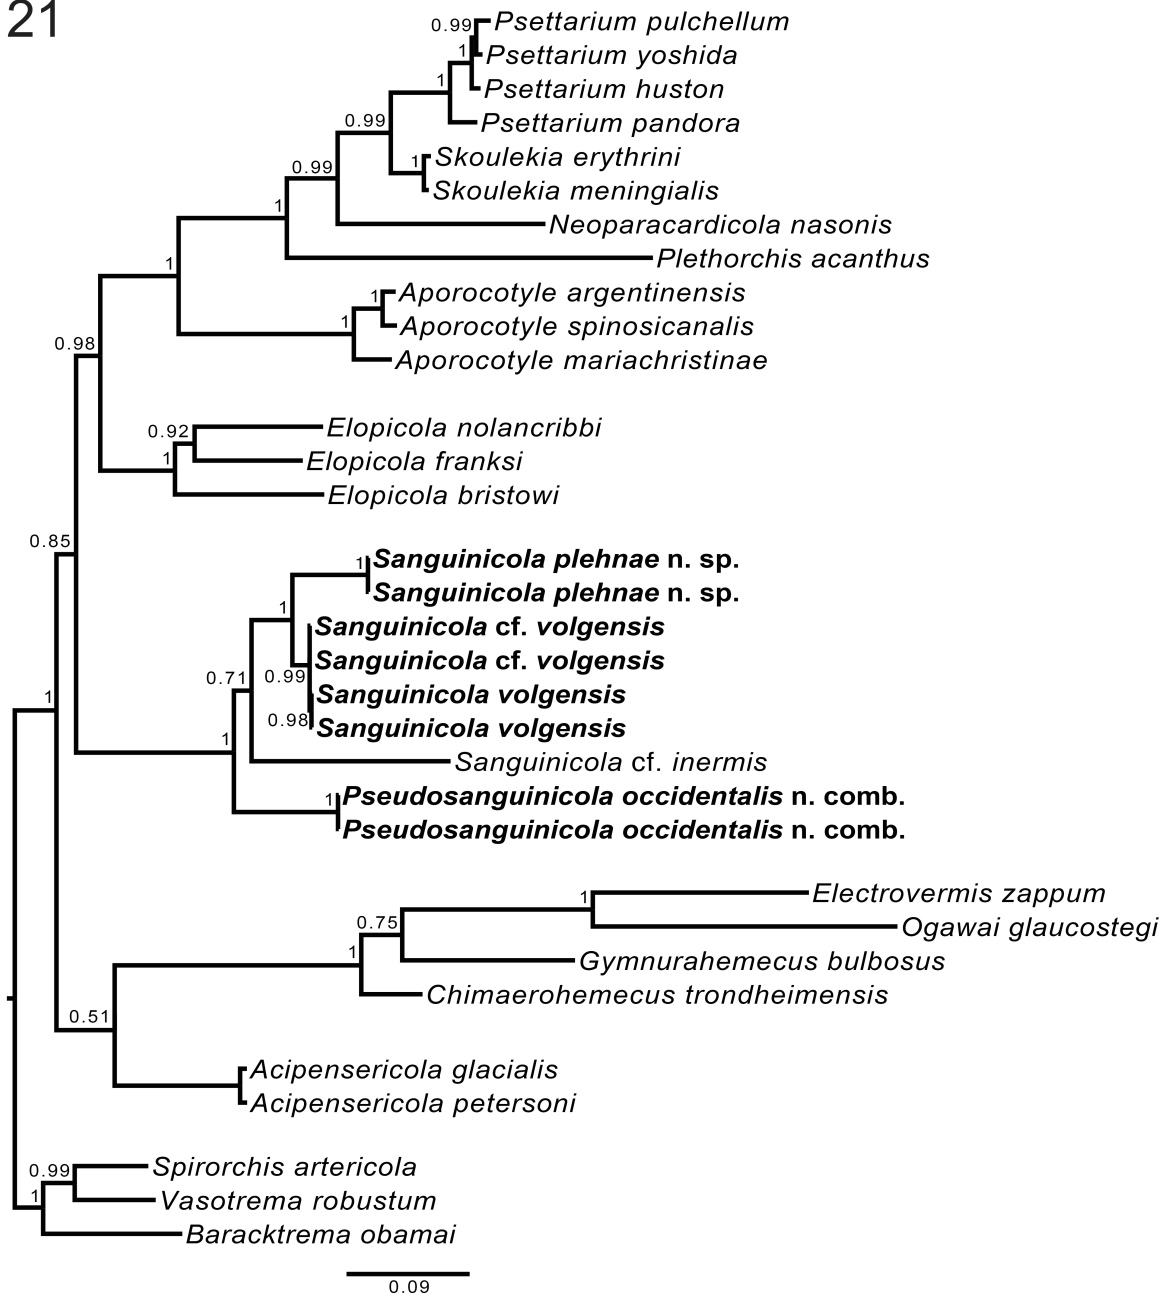 21
0.99
Psettarium pulchellum
1
Psettarium yoshida
1
Psettarium huston
0.99
Psettarium pandora
1
Skoulekia erythrini
0.99
Skoulekia meningialis
1
Neoparacardicola nasonis
Plethorchis acanthus
1
1
Aporocotyle argentinensis
1
Aporocotyle spinosicanalis
0.98
Aporocotyle mariachristinae
0.92
Elopicola nolancribbi
1
Elopicola franksi
Elopicola bristowi
0.85
1
Sanguinicola plehnae n. sp.
Sanguinicola plehnae n. sp.
1
Sanguinicola cf. volgensis
Sanguinicola cf. volgensis
0.71
0.99
Sanguinicola volgensis
0.98
Sanguinicola volgensis
1
1
Sanguinicola cf. inermis
1
Pseudosanguinicola occidentalis n. comb.
Pseudosanguinicola occidentalis n. comb.
1
Electrovermis zappum
0.75
Ogawai glaucostegi
1
Gymnurahemecus bulbosus
Chimaerohemecus trondheimensis
0.51
Acipensericola glacialis
Acipensericola petersoni
0.99
Spirorchis artericola
1
Vasotrema robustum
Baracktrema obamai
0.09